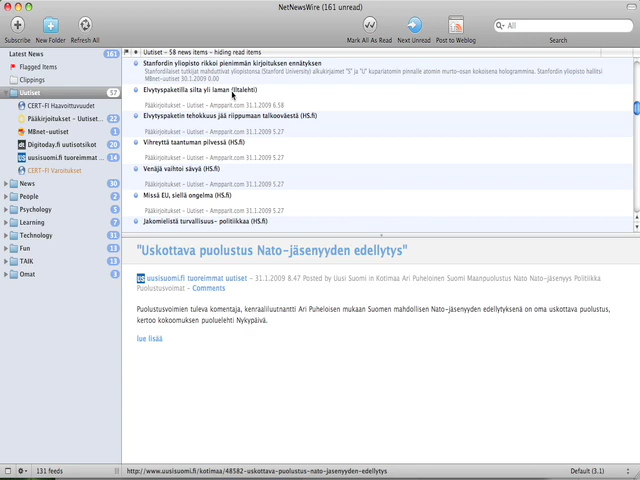 NetNewsWire (161 unread)
Subscribe New Folder Refresh All Mark All As Read Next Unread Post to Weblog All Search
Latest News 161
Flagged Items
Clippings
Uutiset 57
CERT-FI Haavoittuvuudet
Pääkirjoitukset - Uutiset... 22
MBnet-uutiset 1
Digitoday.fi uutisotsikot 20
uusisuomi.fi tuoreimmat ... 14
CERT-FI Varoitukset
News 30
People 2
Psychology 5
Learning 7
Technology 31
Fun 13
TAIK 13
Omat 3
131 feeds
Uutiset – 58 news items – hiding read items
Stanfordin yliopisto rikkoi pienimmän kirjoituksen ennätyksen
Stanfordilaiset tutkijat mahduttivat yliopistonsa (Stanford University) alkukirjaimet "S" ja "U" kuparistomin pinnalle atomin murto-osan kokoisena hologrammina. Stanfordin yliopisto hallitsi
MBnet-uutiset 30.1.2009 0.00
Elvytyspaketilla silta yli laman (Iltalehti)
Pääkirjoitukset - Uutiset - Ampparit.com 31.1.2009 6.58
Elvytyspaketin tehokkuus jää riippumaan talkooväestä (HS.fi)
Pääkirjoitukset - Uutiset - Ampparit.com 31.1.2009 5.27
Vihreyttä taantuman pilvessä (HS.fi)
Pääkirjoitukset - Uutiset - Ampparit.com 31.1.2009 5.27
Venäjä vaihtoi sävyä (HS.fi)
Pääkirjoitukset - Uutiset - Ampparit.com 31.1.2009 5.27
Missä EU, siellä ongelma (HS.fi)
Pääkirjoitukset - Uutiset - Ampparit.com 31.1.2009 5.27
Jakomielistä turvallisuus- politiikkaa (HS.fi)
"Uskottava puolustus Nato-jäsenyyden edellytys"
us uusisuomi.fi tuoreimmat uutiset – 31.1.2009 8.47 Posted by Uusi Suomi in Kotimaa Ari Puheloinen Suomi Maanpuolustus Nato Nato-jäsenyys Politiikka
Puolustusvoimat – Comments
Puolustusvoimien tuleva komentaja, kenraaliluutnantti Ari Puheloisen mukaan Suomen mahdollisen Nato-jäsenyyden edellytyksenä on oma uskottava puolustus,
kertoo kokoomuksen puoluelehti Nykypäivä.
lue lisää
http://www.uusisuomi.fi/kotimaa/48582-uskottava-puolustus-nato-jasenyyden-edellytys Default (3.1)